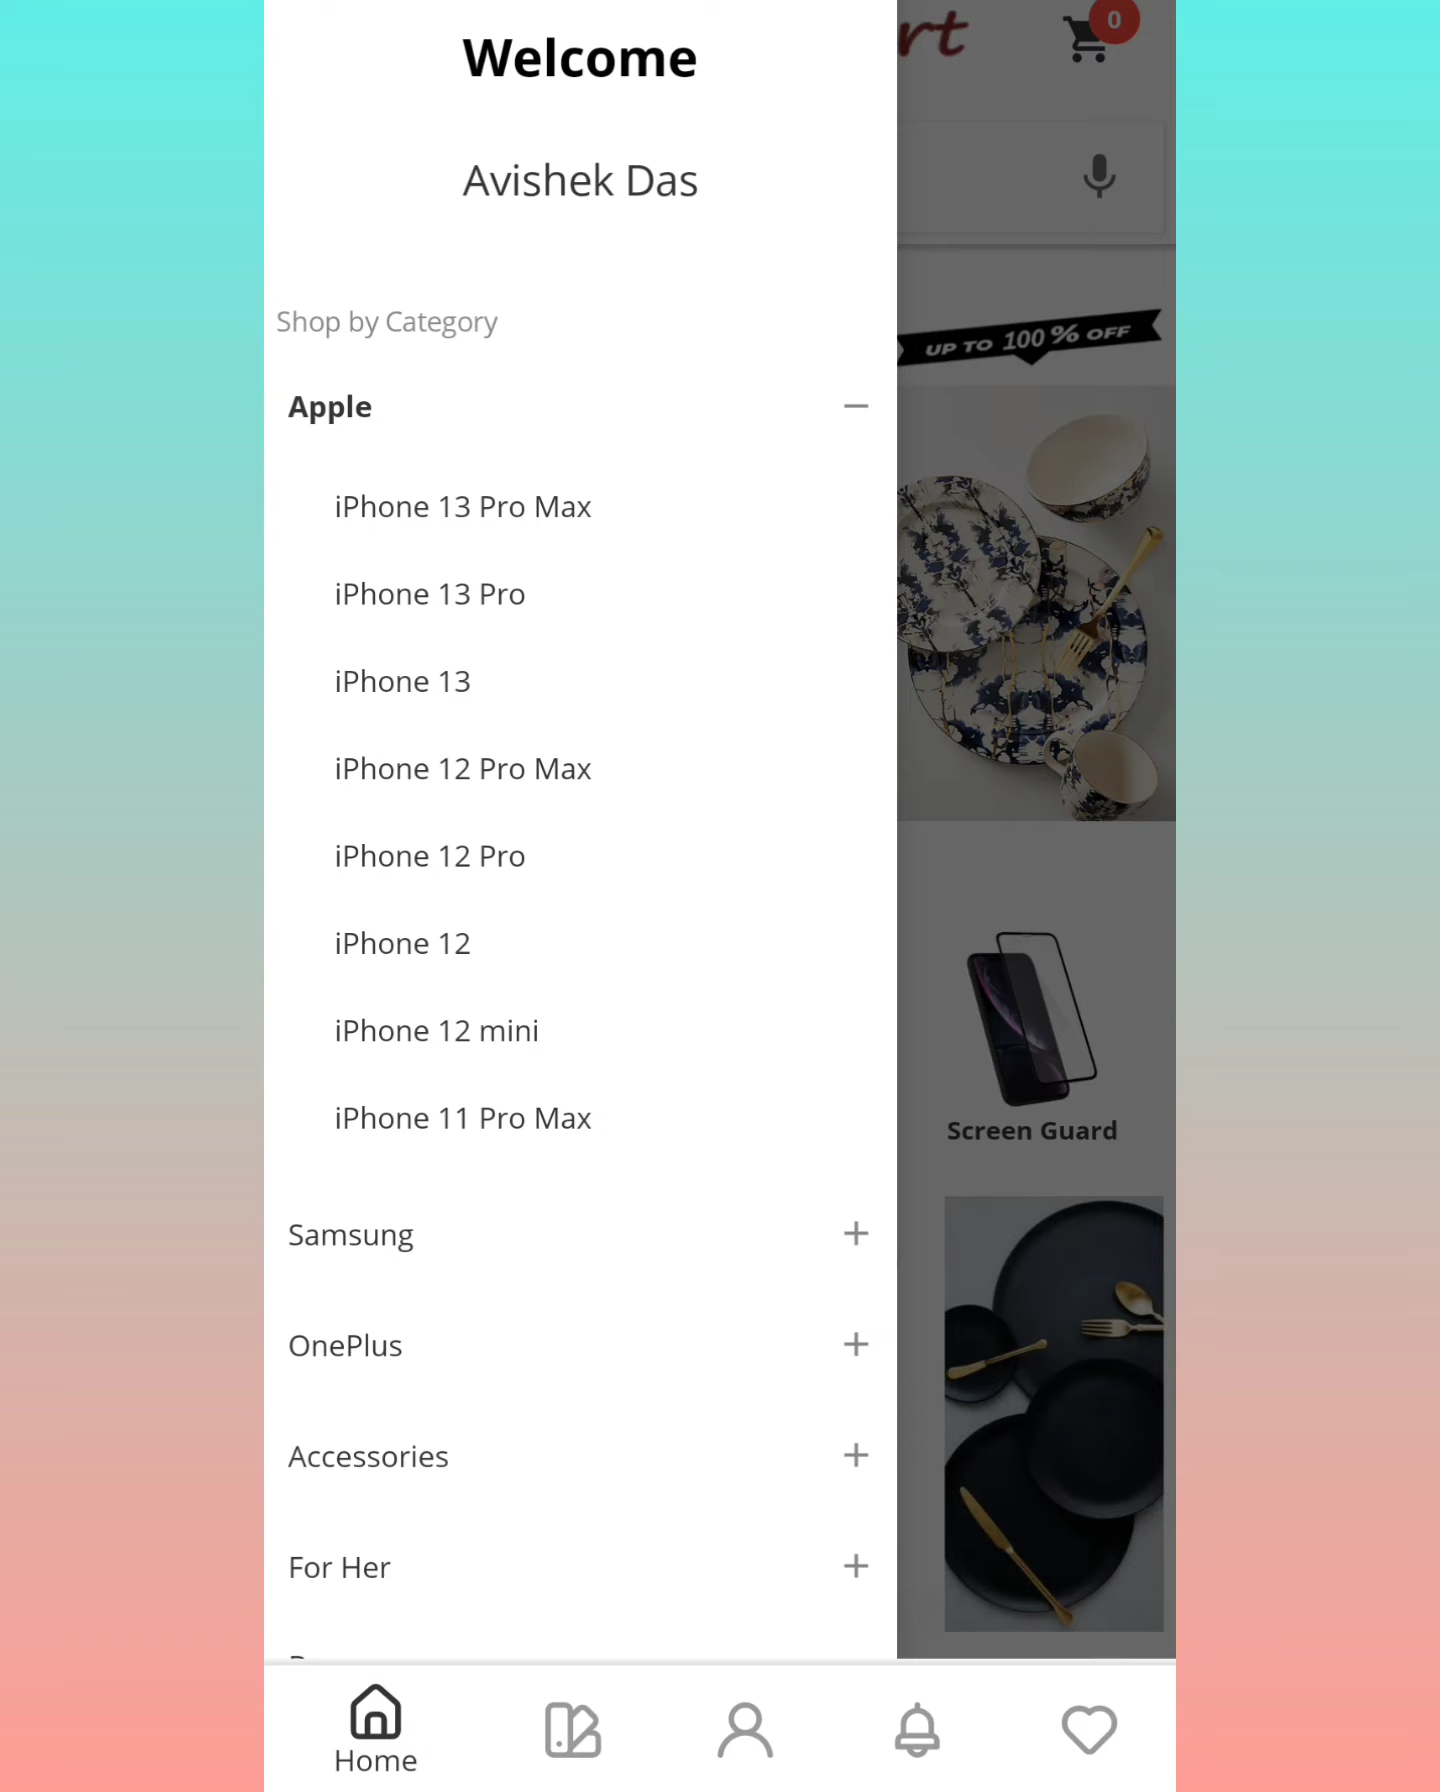 Welcome
Avishek Das
rt
0
Shop by Category
UP TO 100 % OFF
Apple
iPhone 13 Pro Max
iPhone 13 Pro
iPhone 13
iPhone 12 Pro Max
iPhone 12 Pro
iPhone 12
iPhone 12 mini
iPhone 11 Pro Max
Screen Guard
Samsung
OnePlus
Accessories
For Her
Home